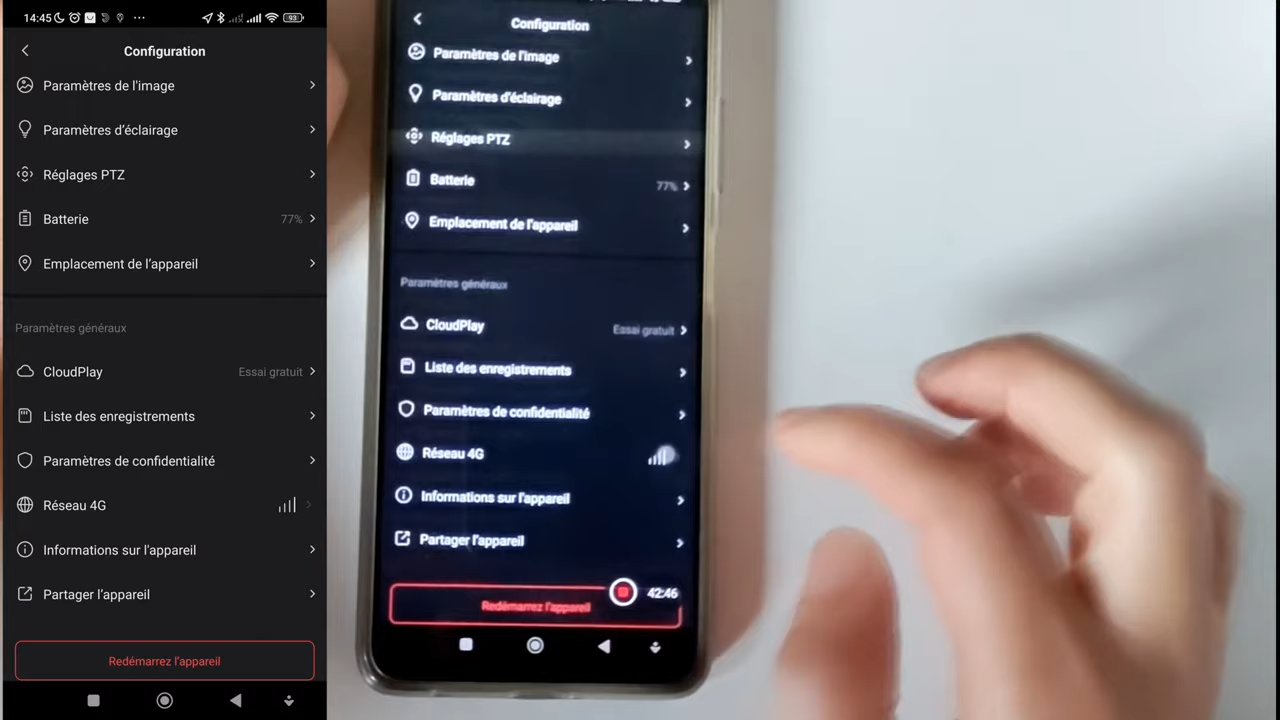 14:45
93
Configuration
Paramètres de l'image
Paramètres d'éclairage
Réglages PTZ
Batterie 77%
Emplacement de l'appareil
Paramètres généraux
CloudPlay Essai gratuit
Liste des enregistrements
Paramètres de confidentialité
Réseau 4G
Informations sur l'appareil
Partager l'appareil
Redémarrez l'appareil
Configuration
Paramètres de l'image
Paramètres d'éclairage
Réglages PTZ
Batterie 77%
Emplacement de l'appareil
Paramètres généraux
CloudPlay Essai gratuit
Liste des enregistrements
Paramètres de confidentialité
Réseau 4G
Informations sur l'appareil
Partager l'appareil
42:46
Redémarrez l'appareil